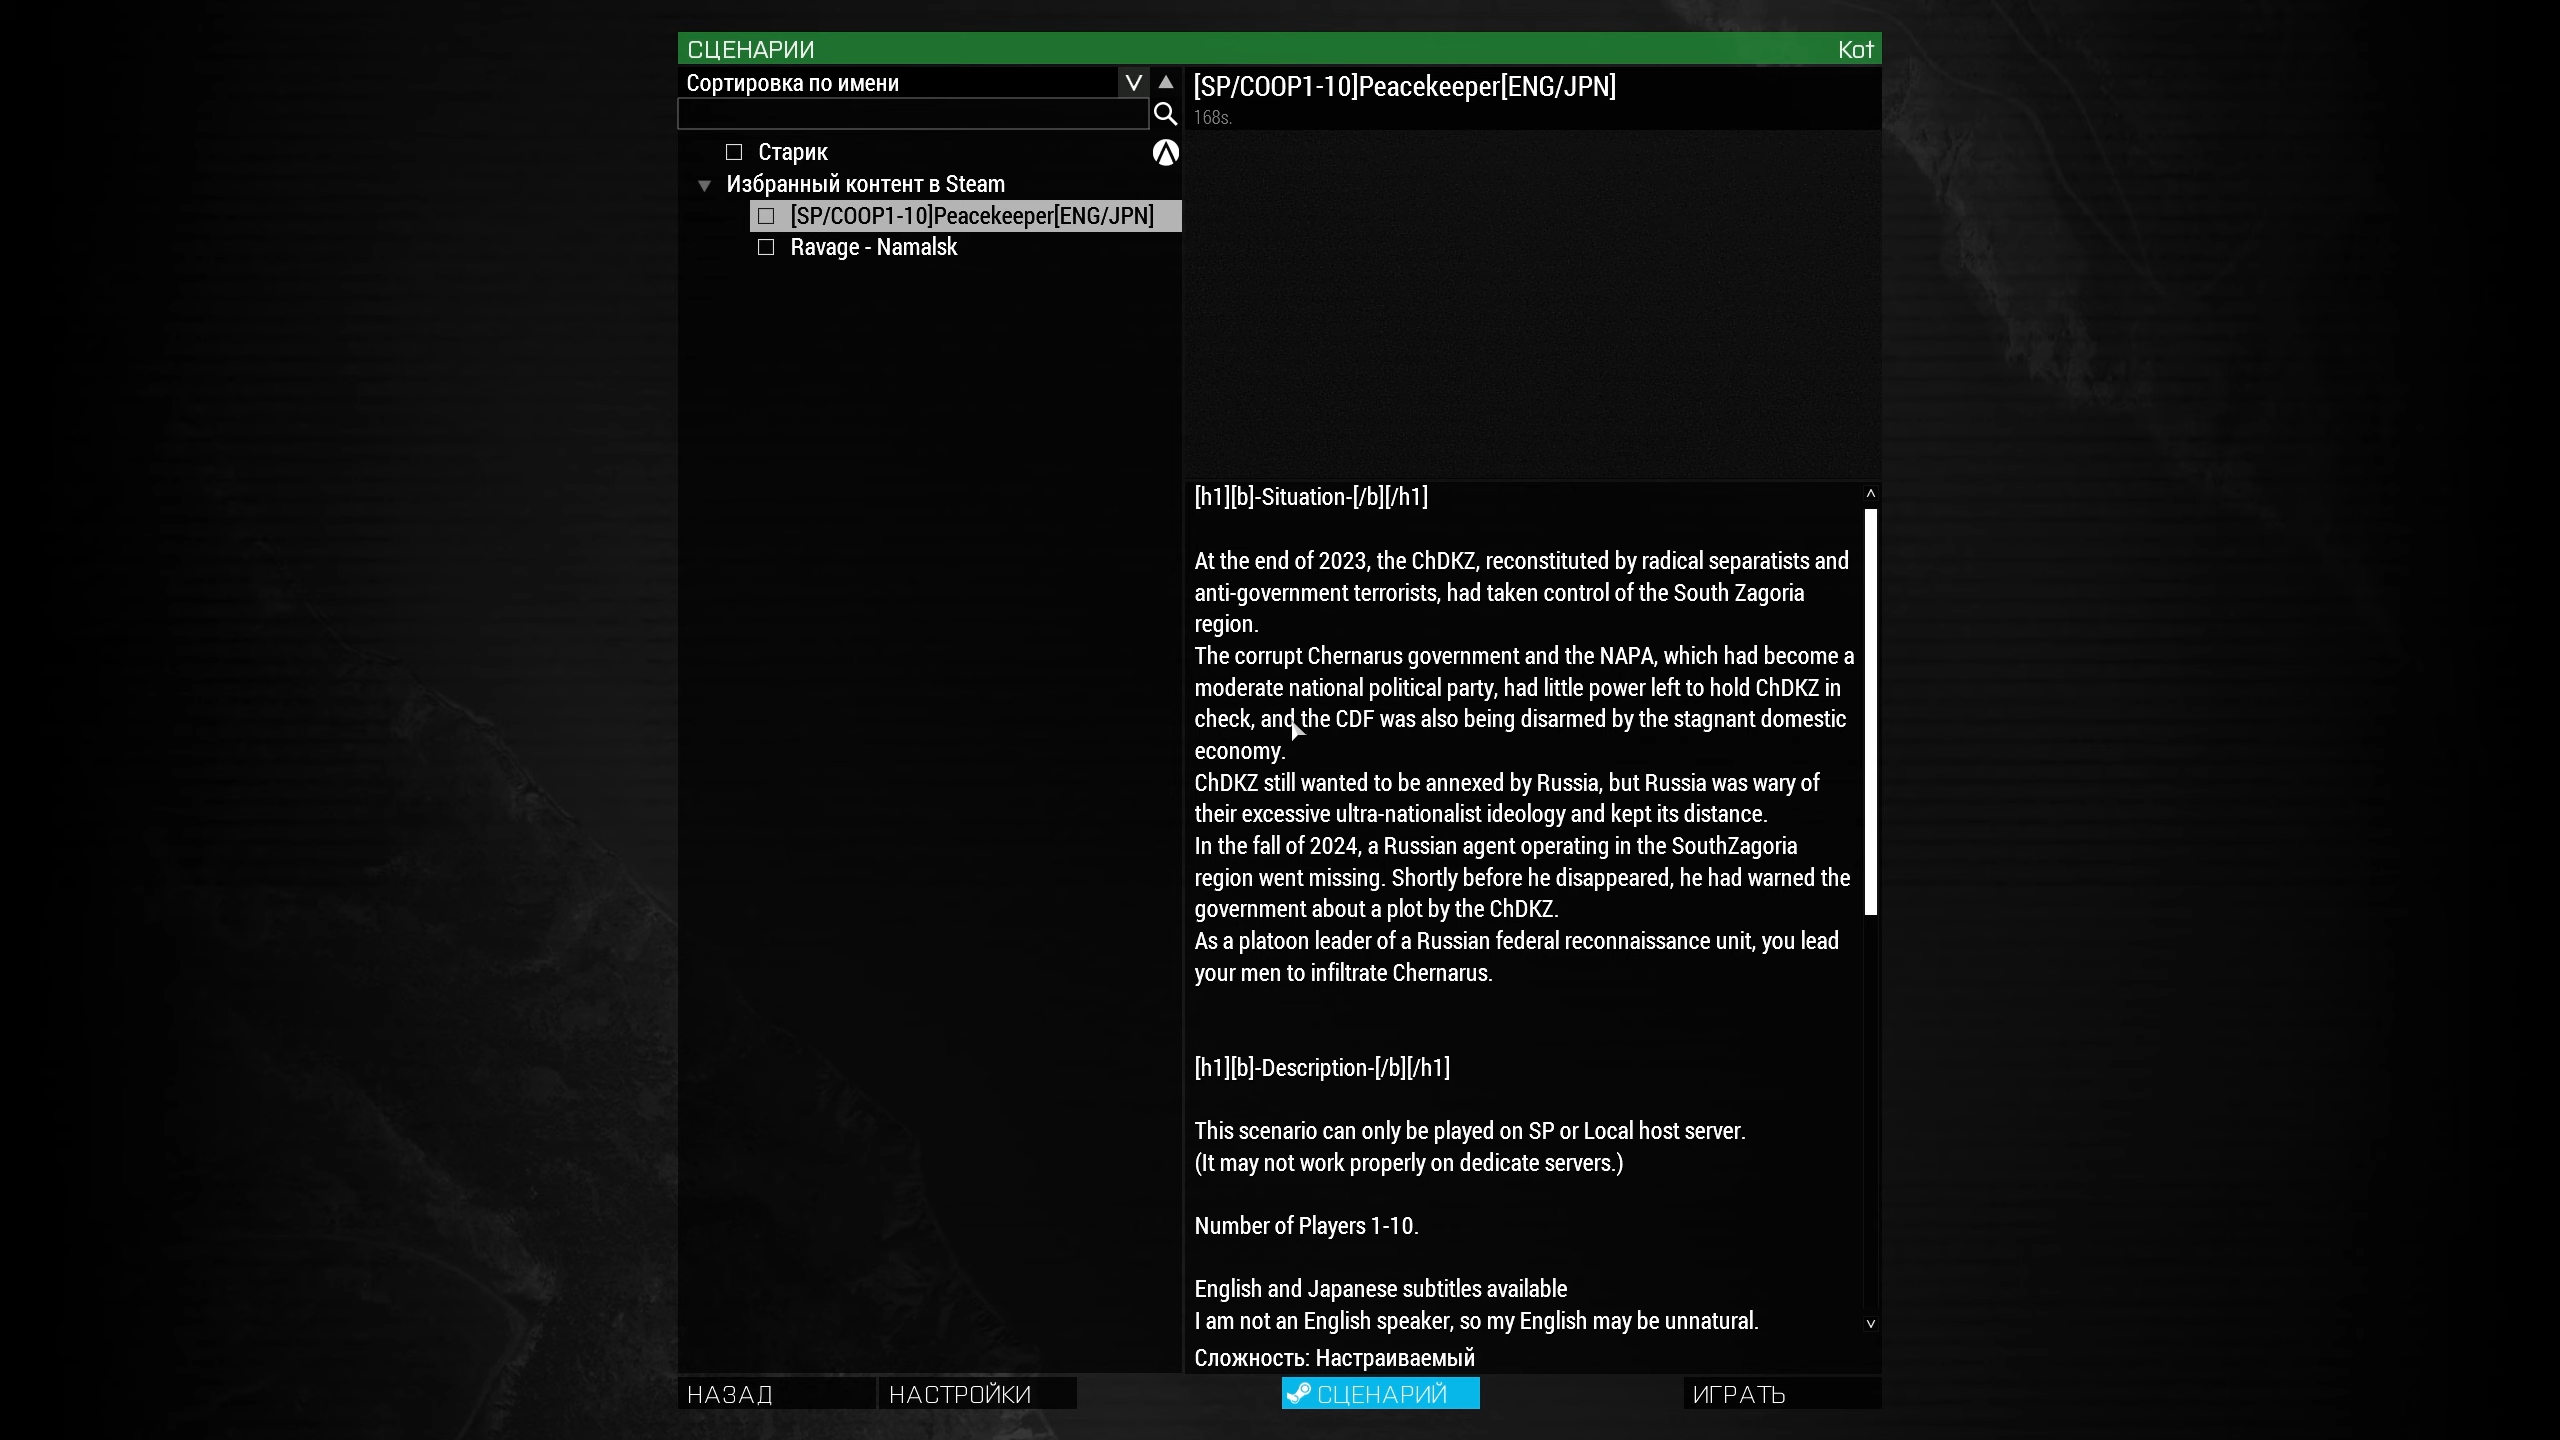 СЦЕНАРИИ
Kot
Сортировка по имени
Старик
Избранный контент в Steam
[SP/COOP1-10]Peacekeeper[ENG/JPN]
Ravage - Namalsk
[SP/COOP1-10]Peacekeeper[ENG/JPN]
168s.
[h1][b]-Situation-[/b][/h1]
At the end of 2023, the ChDKZ, reconstituted by radical separatists and
anti-government terrorists, had taken control of the South Zagoria
region.
The corrupt Chernarus government and the NAPA, which had become a
moderate national political party, had little power left to hold ChDKZ in
check, and the CDF was also being disarmed by the stagnant domestic
economy.
ChDKZ still wanted to be annexed by Russia, but Russia was wary of
their excessive ultra-nationalist ideology and kept its distance.
In the fall of 2024, a Russian agent operating in the SouthZagoria
region went missing. Shortly before he disappeared, he had warned the
government about a plot by the ChDKZ.
As a platoon leader of a Russian federal reconnaissance unit, you lead
your men to infiltrate Chernarus.
[h1][b]-Description-[/b][/h1]
This scenario can only be played on SP or Local host server.
(It may not work properly on dedicate servers.)
Number of Players 1-10.
English and Japanese subtitles available
I am not an English speaker, so my English may be unnatural.
Сложность: Настраиваемый
НАЗАД
НАСТРОЙКИ
СЦЕНАРИЙ
ИГРАТЬ